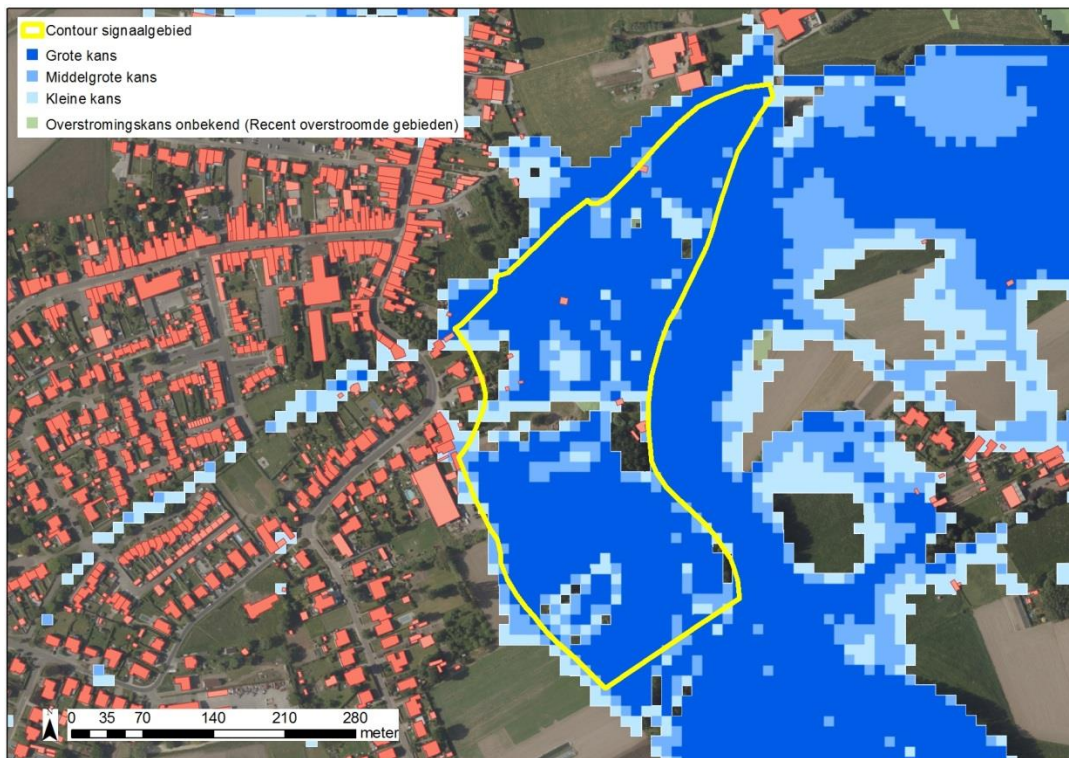 Contour signaalgebied
Grote kans
Middelgrote kans
Kleine kans
Overstromingskans onbekend (Recent overstroomde gebieden)
N
0 35 70 140 210 280
meter